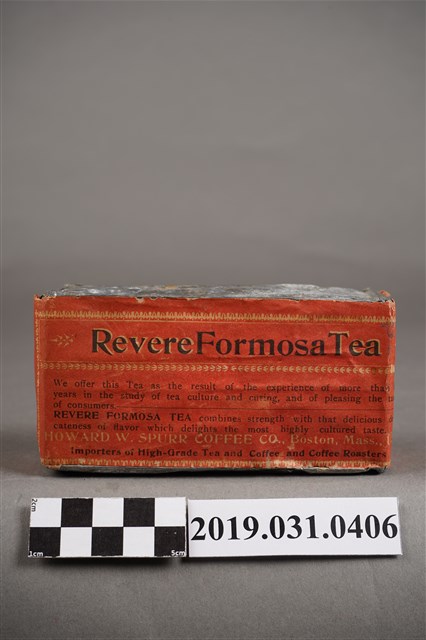 Revere Formosa Tea
We offer this Tea as the result of the experience of more tha
years in the study of tea culture and curing, and of pleasing the
of consumers
REVERE FORMOSA TEA combines strength with that delicious
cateness of flavor which delights the most highly cultured taste
HOWARD W. SPURR COFFEE CO., Boston, Mass.,
Importers of High-Grade Tea and Coffee and Coffee Roasters
2cm
1cm
5cm
2019.031.0406